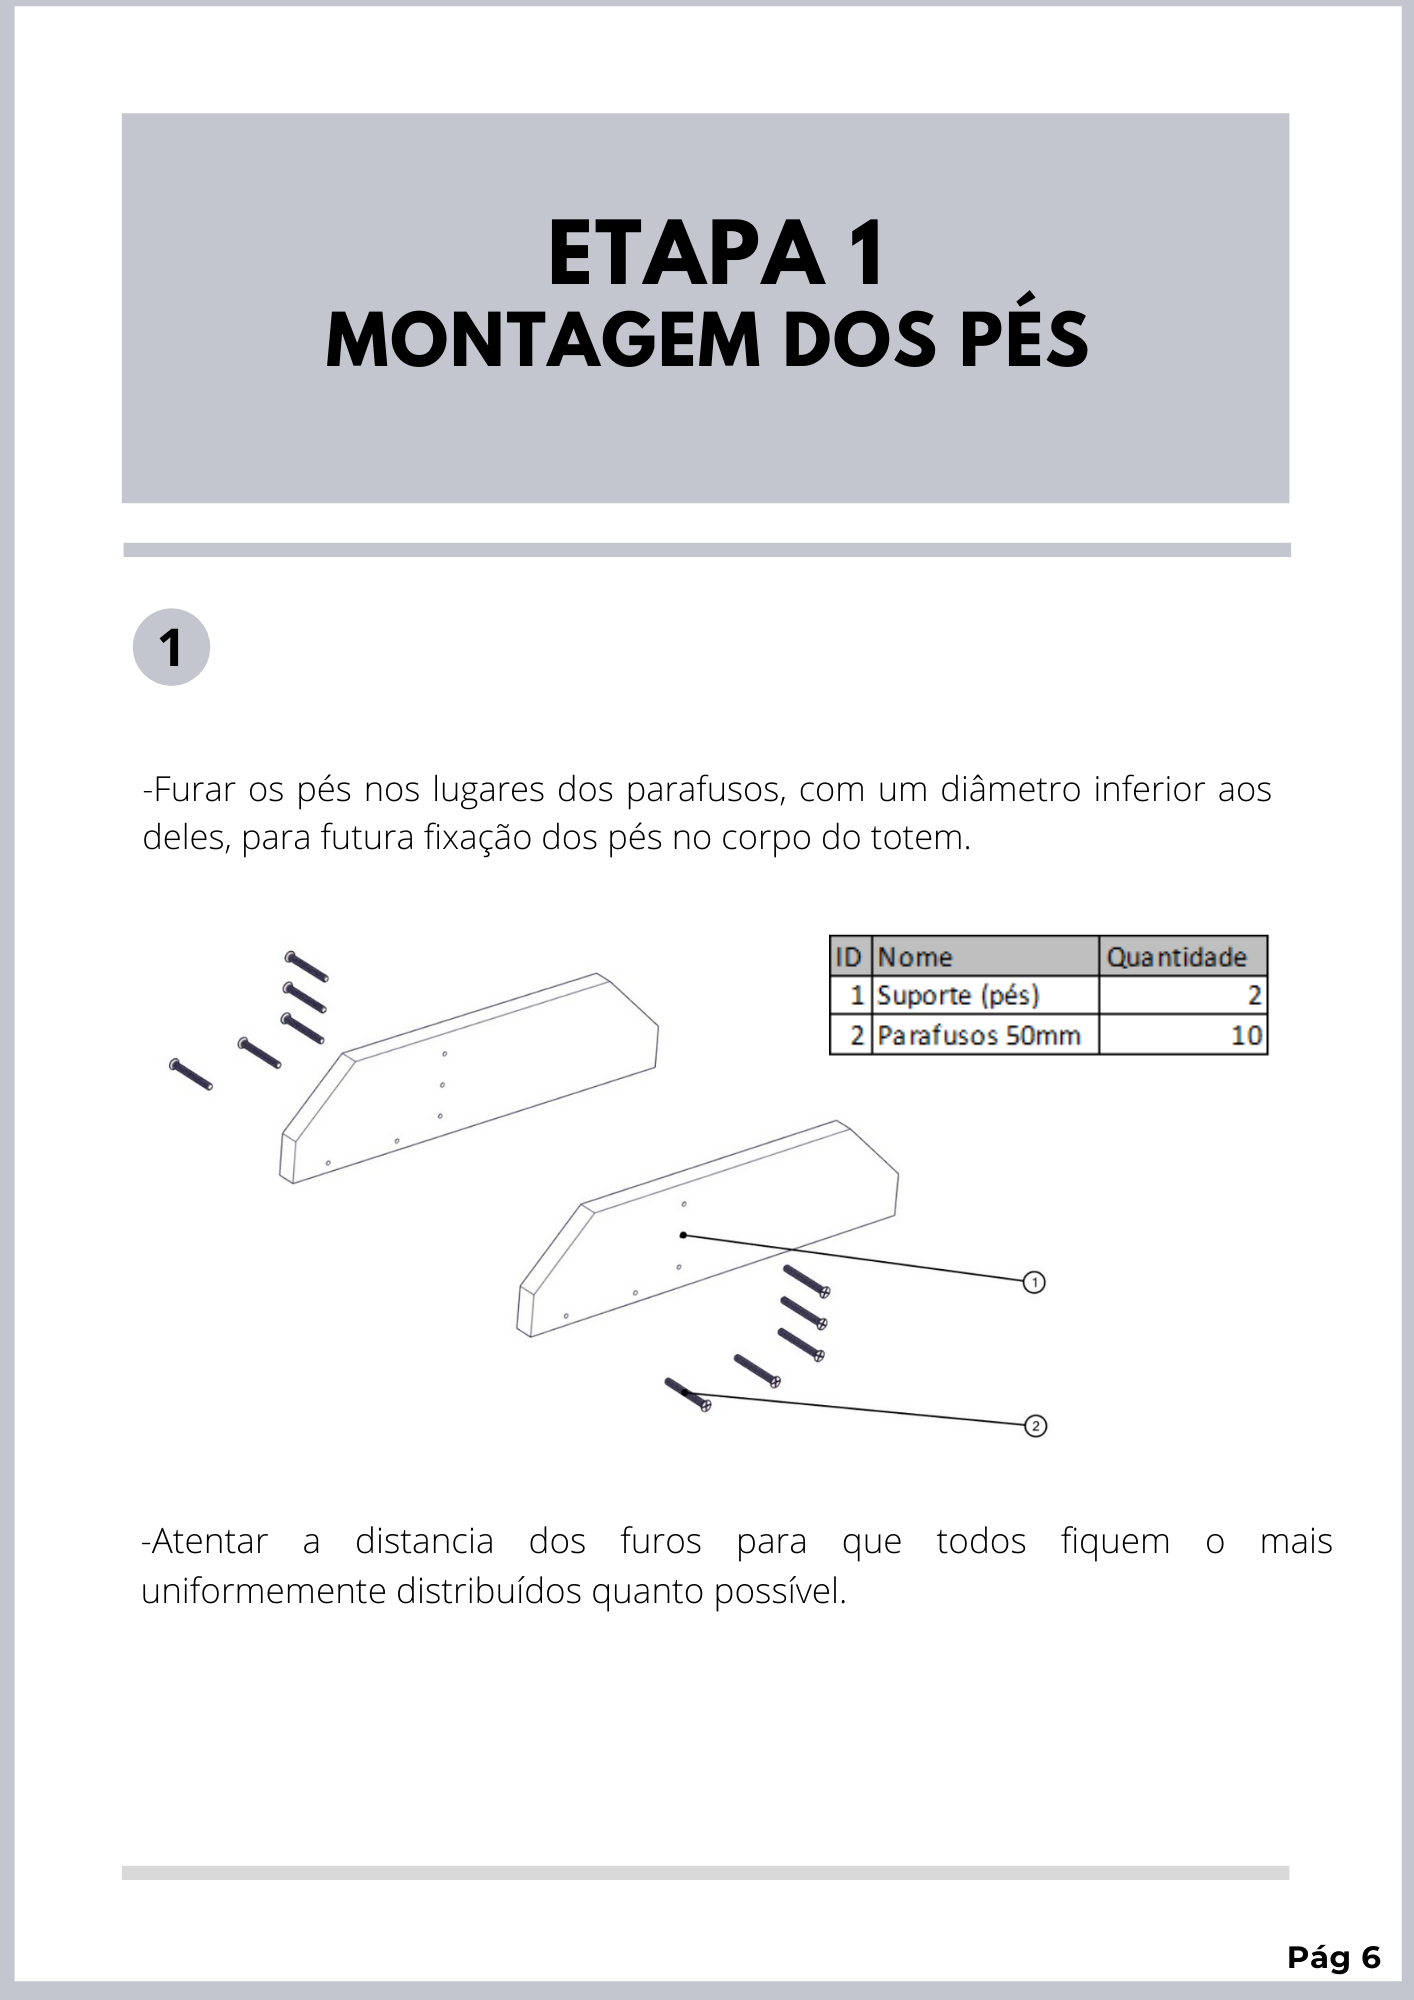 ETAPA 1
MONTAGEM DOS PÉS
1
-Furar os pés nos lugares dos parafusos, com um diâmetro inferior aos
deles, para futura fixação dos pés no corpo do totem.
ID Nome Quantidade
1 Suporte (pés) 2
2 Parafusos 50mm 10
1
2
-Atentar a distancia dos furos para que todos fiquem o mais
uniformemente distribuídos quanto possível.
Pág 6